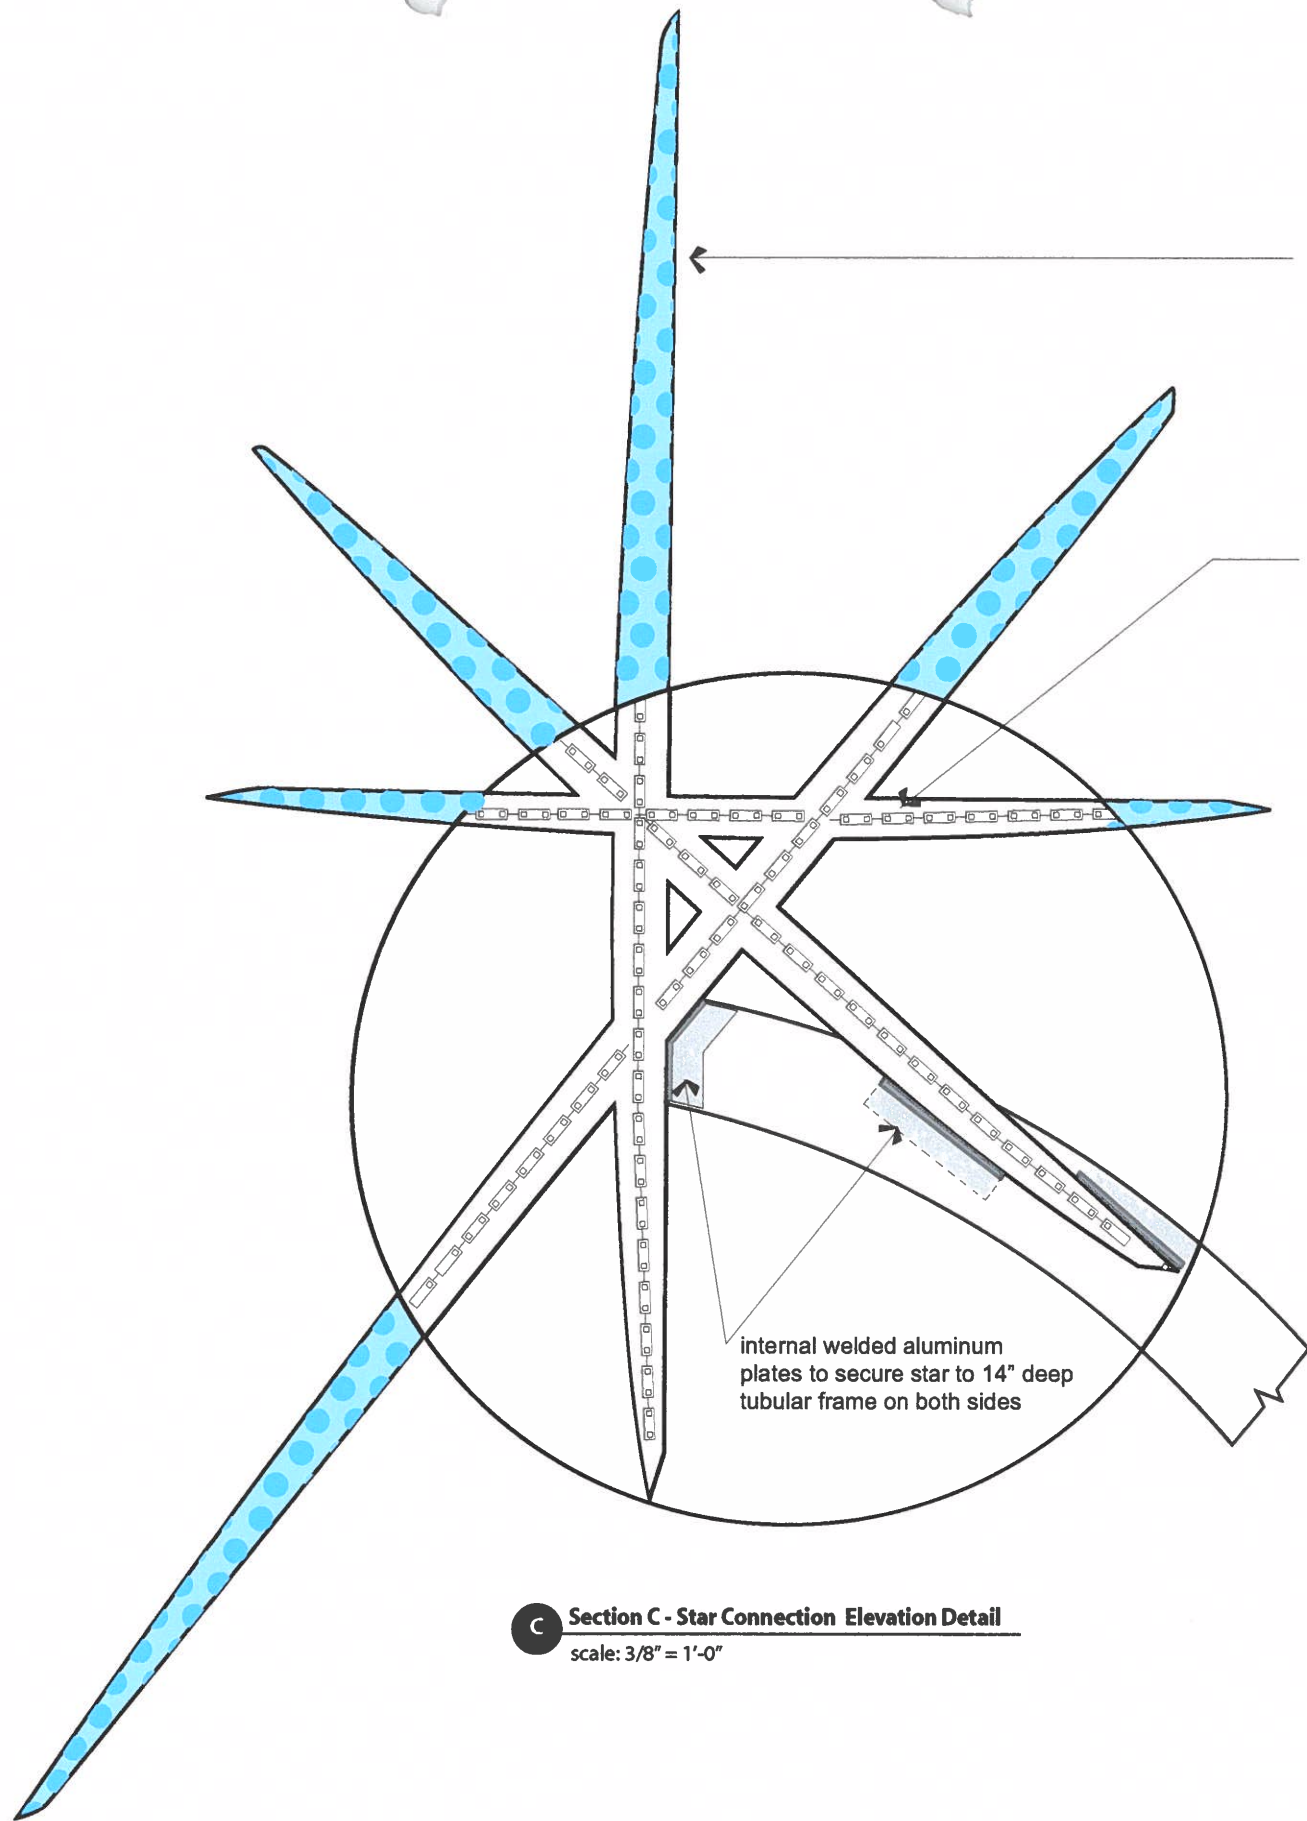 internal welded aluminum
plates to secure star to 14" deep
tubular frame on both sides
C
Section C - Star Connection Elevation Detail
scale: 3/8" = 1'-0"